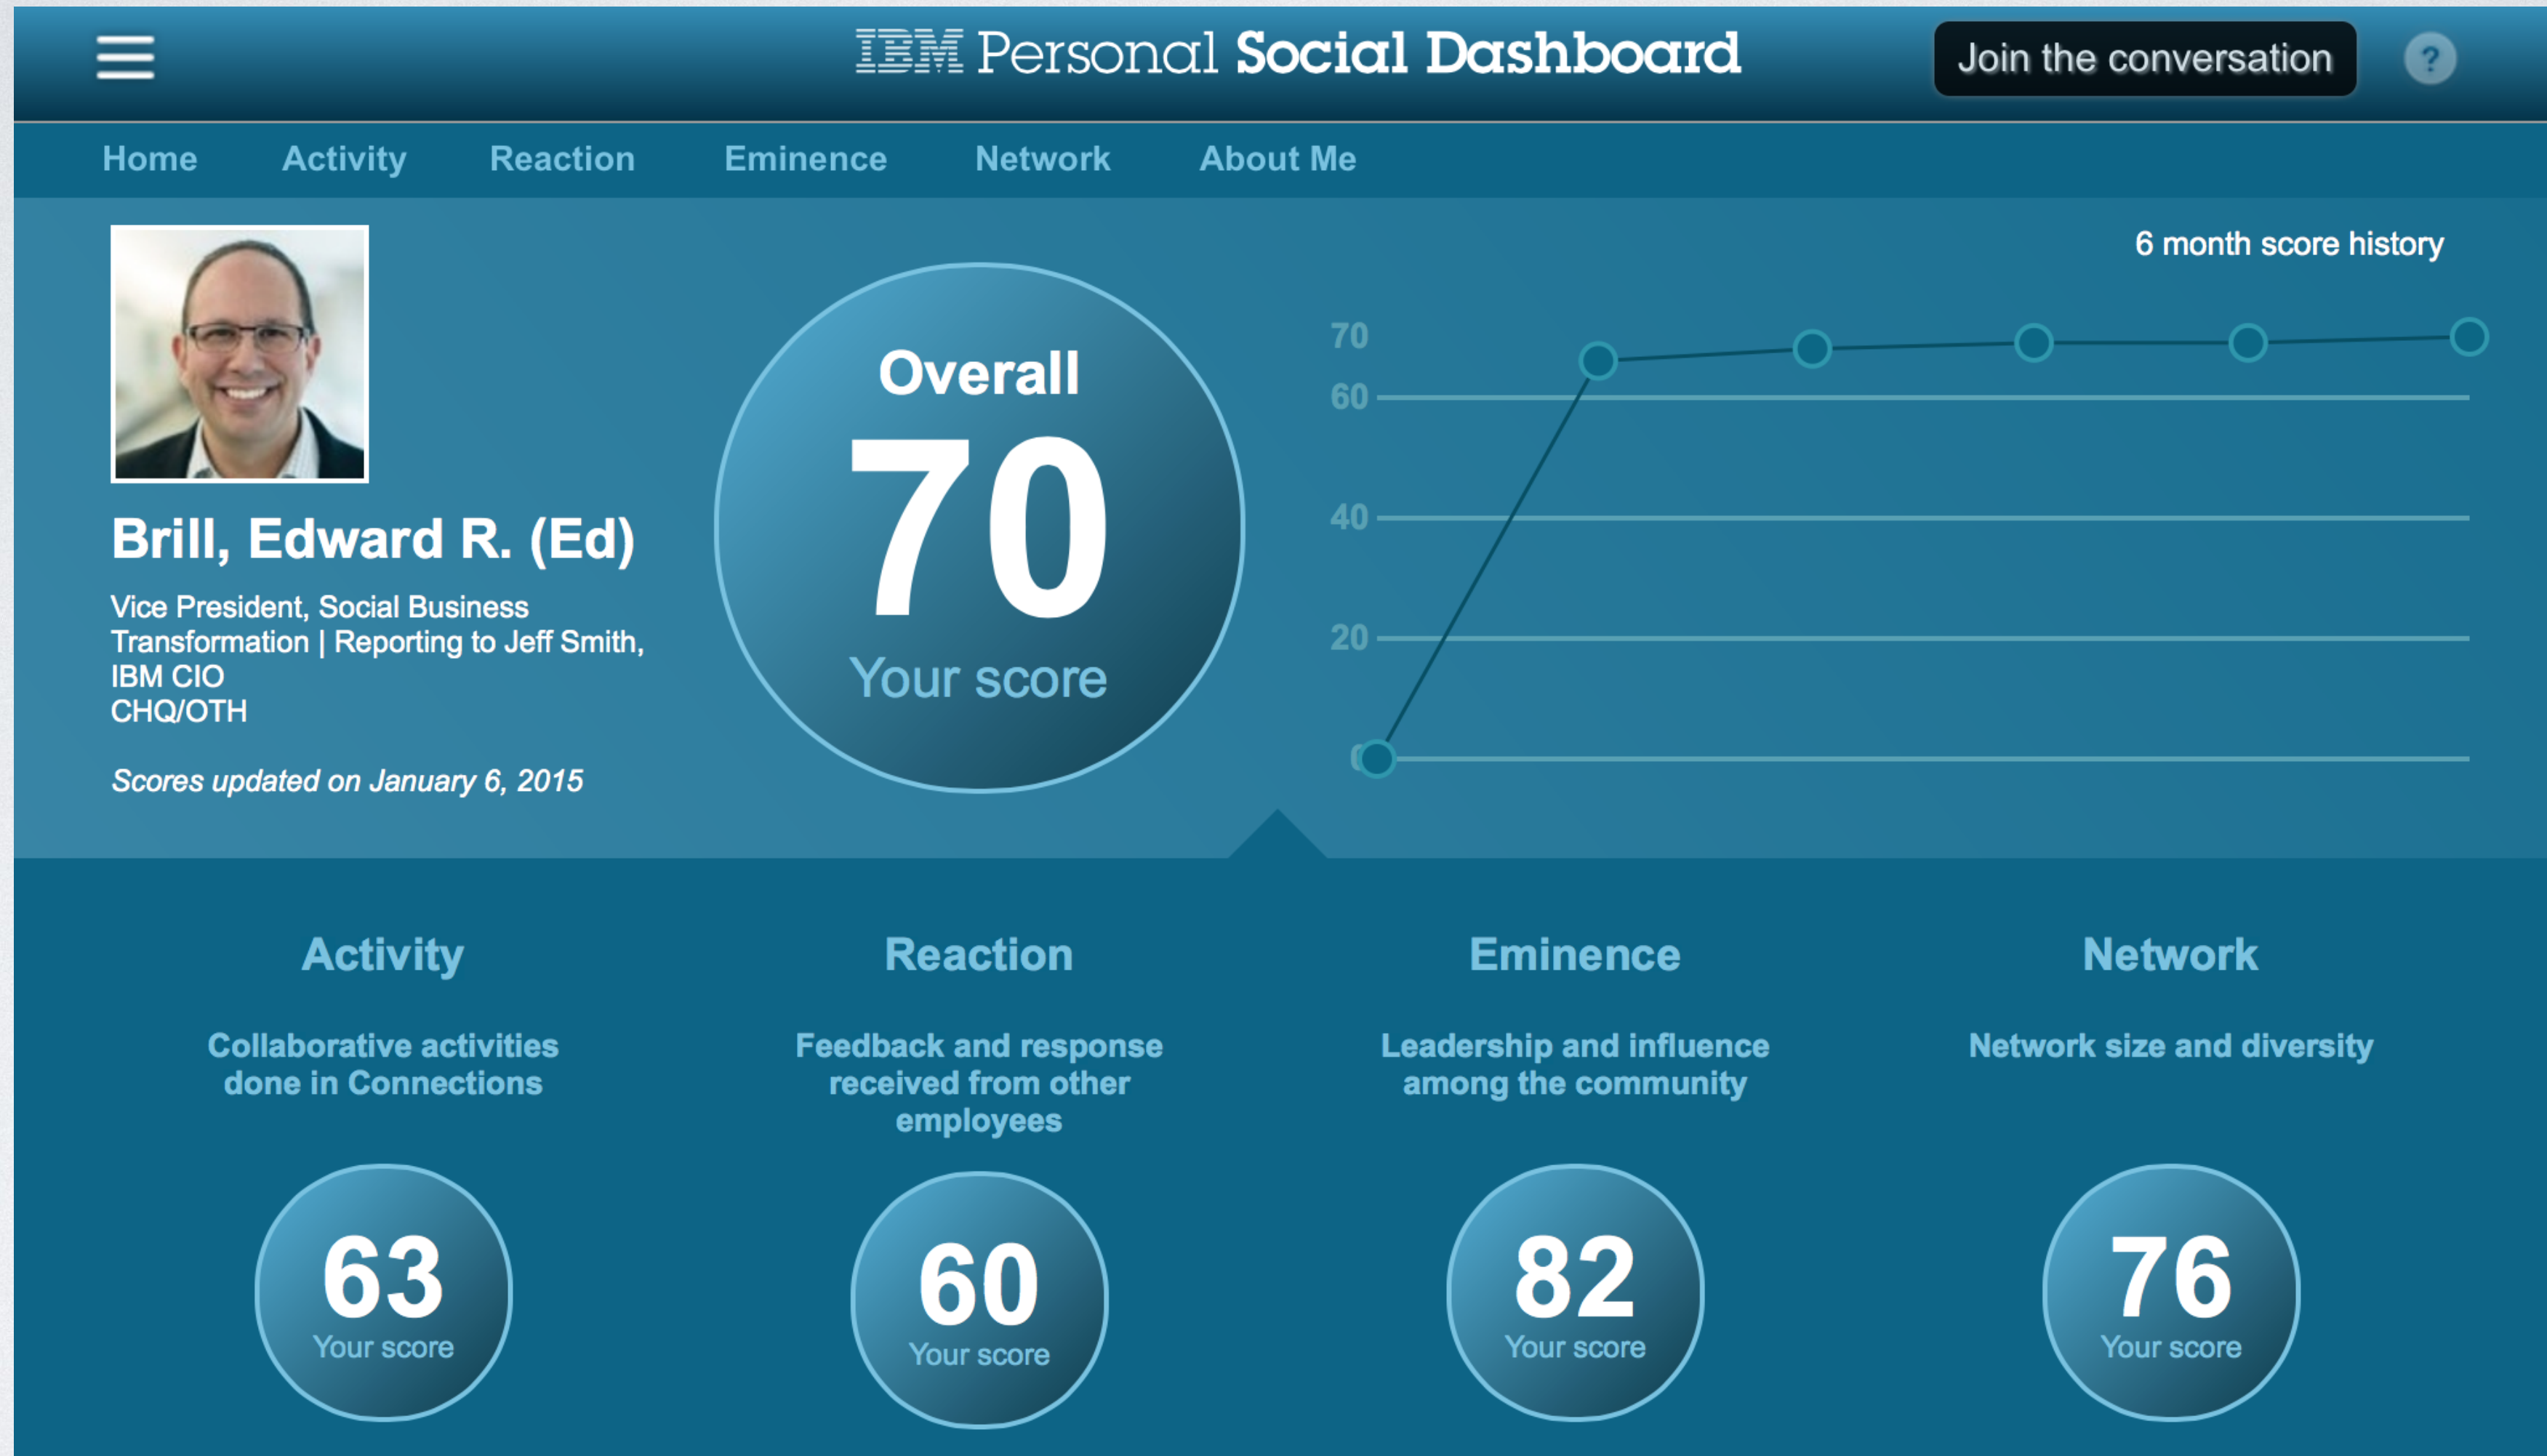 IBM Personal Social Dashboard
Join the conversation
?
Home
Activity
Reaction
Eminence
Network
About Me
Brill, Edward R. (Ed)
Vice President, Social Business
Transformation | Reporting to Jeff Smith,
IBM CIO
CHQ/OTH
Scores updated on January 6, 2015
Overall
70
Your score
6 month score history
70
60
40
20
0
Activity
Collaborative activities
done in Connections
63
Your score
Reaction
Feedback and response
received from other
employees
60
Your score
Eminence
Leadership and influence
among the community
82
Your score
Network
Network size and diversity
76
Your score